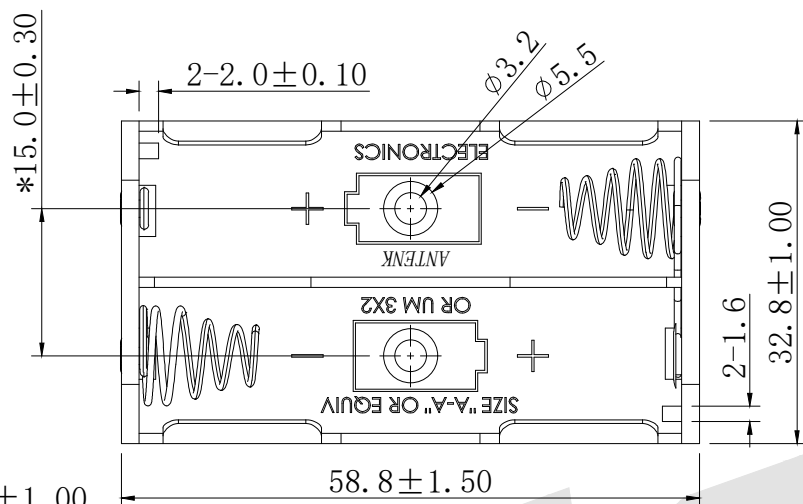 *15.0±0.30
2-2.0±0.10
ϕ3.2
ϕ5.5
ELECTRONICS
+
−
ANTENK
OR UM 3X2
−
+
SIZE "A-A" OR EQUIV
2-1.6
32.8±1.00
58.8±1.50
±1.00